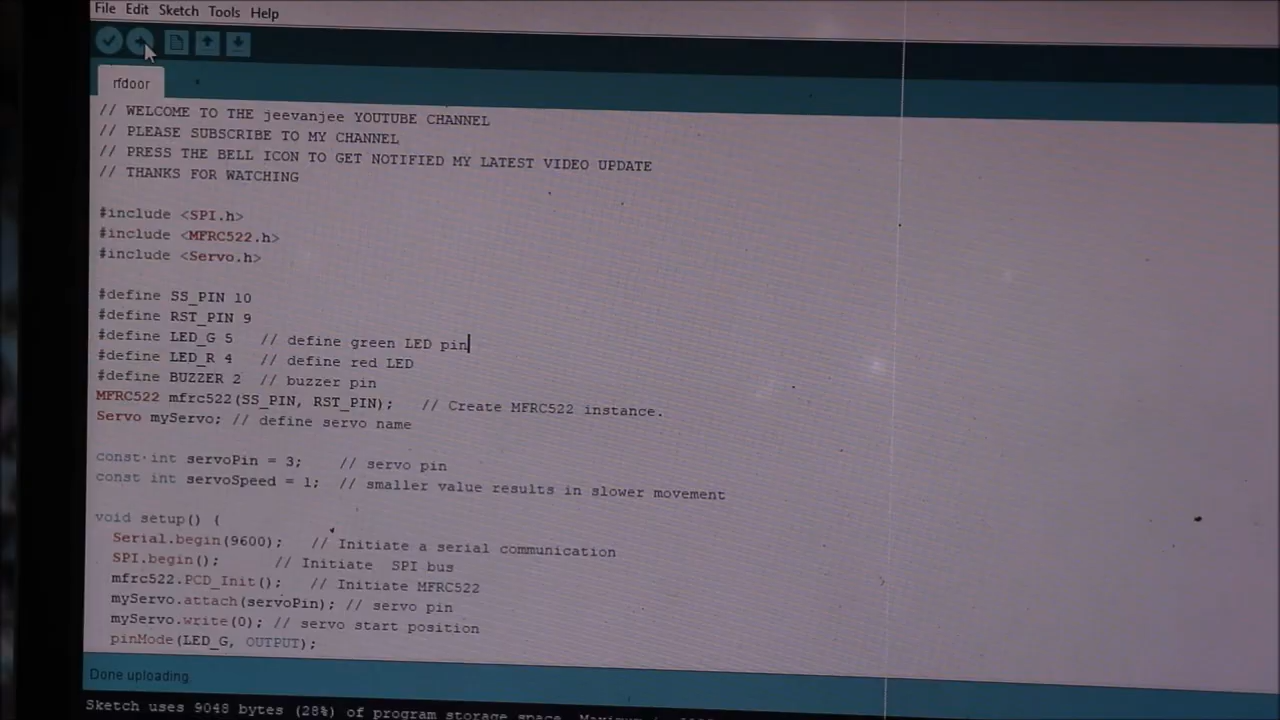 File Edit Sketch Tools Help
rfdoor
// WELCOME TO THE jeevanjee YOUTUBE CHANNEL
// PLEASE SUBSCRIBE TO MY CHANNEL
// PRESS THE BELL ICON TO GET NOTIFIED MY LATEST VIDEO UPDATE
// THANKS FOR WATCHING
#include <SPI.h>
#include <MFRC522.h>
#include <Servo.h>
#define SS_PIN 10
#define RST_PIN 9
#define LED_G 5 // define green LED pin
#define LED_R 4 // define red LED
#define BUZZER 2 // buzzer pin
MFRC522 mfrc522(SS_PIN, RST_PIN); // Create MFRC522 instance.
Servo myServo; // define servo name
const int servoPin = 3; // servo pin
const int servoSpeed = 1; // smaller value results in slower movement
void setup() {
Serial.begin(9600); // Initiate a serial communication
SPI.begin(); // Initiate SPI bus
mfrc522.PCD_Init(); // Initiate MFRC522
myServo.attach(servoPin); // servo pin
myServo.write(0); // servo start position
pinMode(LED_G, OUTPUT);
Done uploading
Sketch uses 9048 bytes (28%) of program storage space.